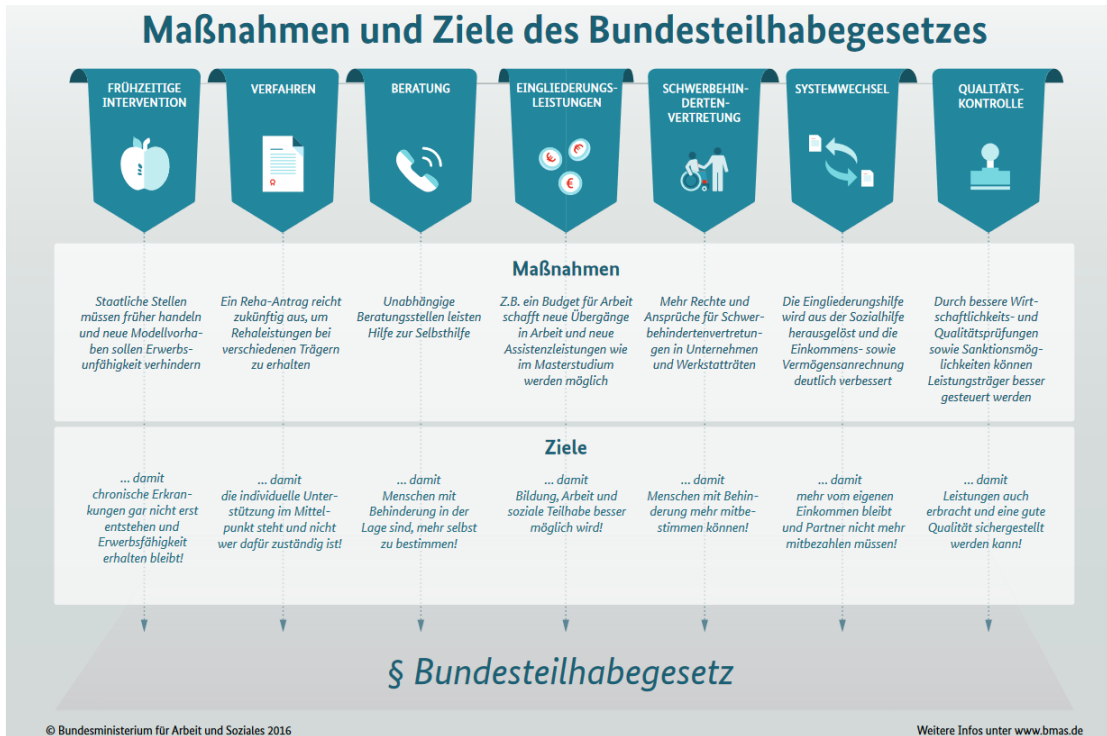 Maßnahmen und Ziele des Bundesteilhabegesetzes
FRÜHZEITIGE
INTERVENTION
VERFAHREN
BERATUNG
EINGLIEDERUNGS-
LEISTUNGEN
SCHWERBEHIN-
DERTEN-
VERTRETUNG
SYSTEMWECHSEL
QUALITÄTS-
KONTROLLE
Maßnahmen
Staatliche Stellen
müssen früher handeln
und neue Modellvorha-
ben sollen Erwerbs-
unfähigkeit verhindern
Ein Reha-Antrag reicht
zukünftig aus, um
Rehaleistungen bei
verschiedenen Trägern
zu erhalten
Unabhängige
Beratungsstellen leisten
Hilfe zur Selbsthilfe
Z.B. ein Budget für Arbeit
schafft neue Übergänge
in Arbeit und neue
Assistenzleistungen wie
im Masterstudium
werden möglich
Mehr Rechte und
Ansprüche für Schwer-
behindertenvertretun-
gen in Unternehmen
und Werkstatträten
Die Eingliederungshilfe
wird aus der Sozialhilfe
herausgelöst und die
Einkommens- sowie
Vermögensanrechnung
deutlich verbessert
Durch bessere Wirt-
schaftlichkeits- und
Qualitätsprüfungen
sowie Sanktionsmög-
lichkeiten können
Leistungsträger besser
gesteuert werden
Ziele
... damit
chronische Erkran-
kungen gar nicht erst
entstehen und
Erwerbsfähigkeit
erhalten bleibt!
... damit
die individuelle Unter-
stützung im Mittel-
punkt steht und nicht
wer dafür zuständig ist!
... damit
Menschen mit
Behinderung in der
Lage sind, mehr selbst
zu bestimmen!
... damit
Bildung, Arbeit und
soziale Teilhabe besser
möglich wird!
... damit
Menschen mit Behin-
derung mehr mitbe-
stimmen können!
... damit
mehr vom eigenen
Einkommen bleibt
und Partner nicht mehr
mitbezahlen müssen!
... damit
Leistungen auch
erbracht und eine gute
Qualität sichergestellt
werden kann!
§ Bundesteilhabegesetz
© Bundesministerium für Arbeit und Soziales 2016
Weitere Infos unter www.bmas.de